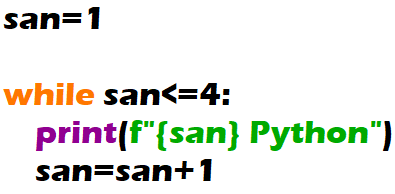 san=1
while san<=4:
    print(f"{san} Python")
    san=san+1